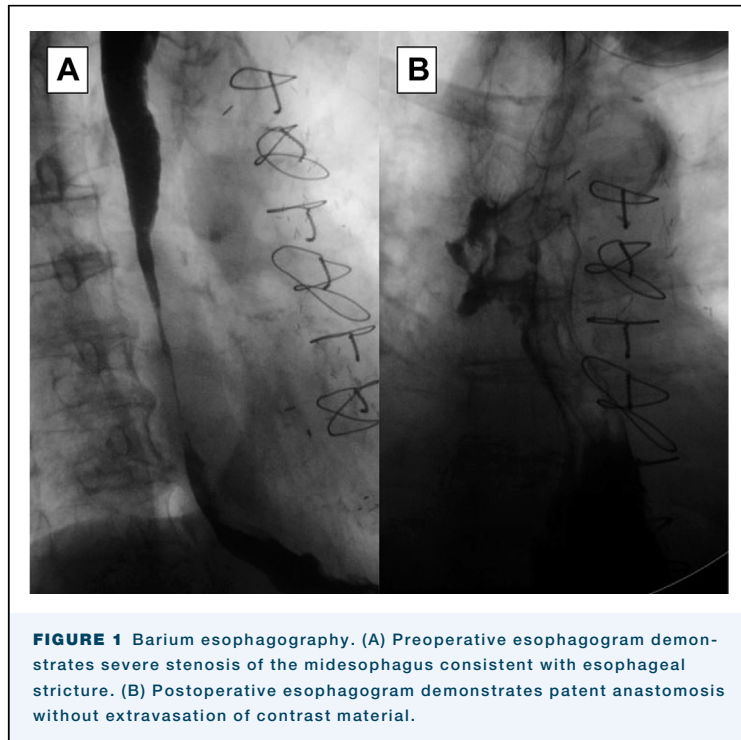 A
B
FIGURE 1 Barium esophagography. (A) Preoperative esophagogram demon-
strates severe stenosis of the midesophagus consistent with esophageal
stricture. (B) Postoperative esophagogram demonstrates patent anastomosis
without extravasation of contrast material.